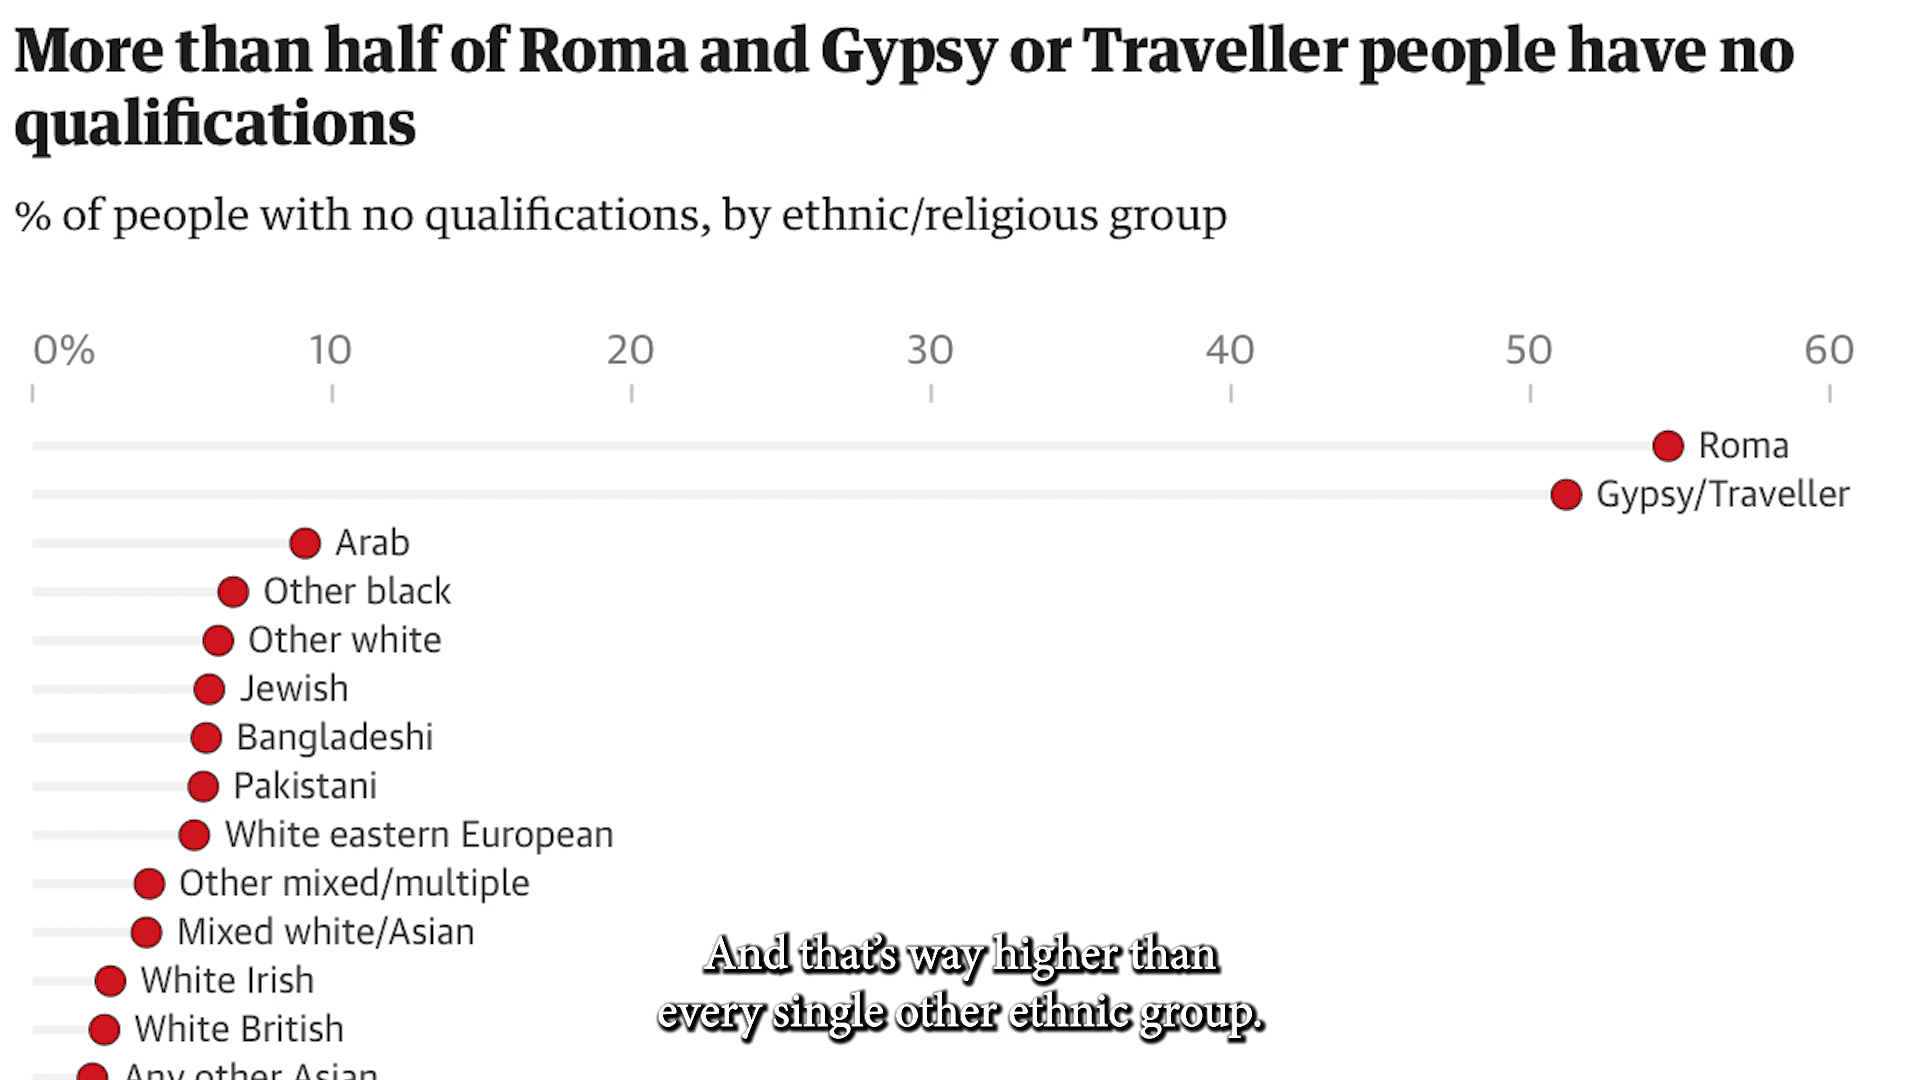 More than half of Roma and Gypsy or Traveller people have no
qualifications
% of people with no qualifications, by ethnic/religious group
0% 10 20 30 40 50 60
Roma
Gypsy/Traveller
Arab
Other black
Other white
Jewish
Bangladeshi
Pakistani
White eastern European
Other mixed/multiple
Mixed white/Asian
White Irish
White British
Any other Asian
And that's way higher than
every single other ethnic group.